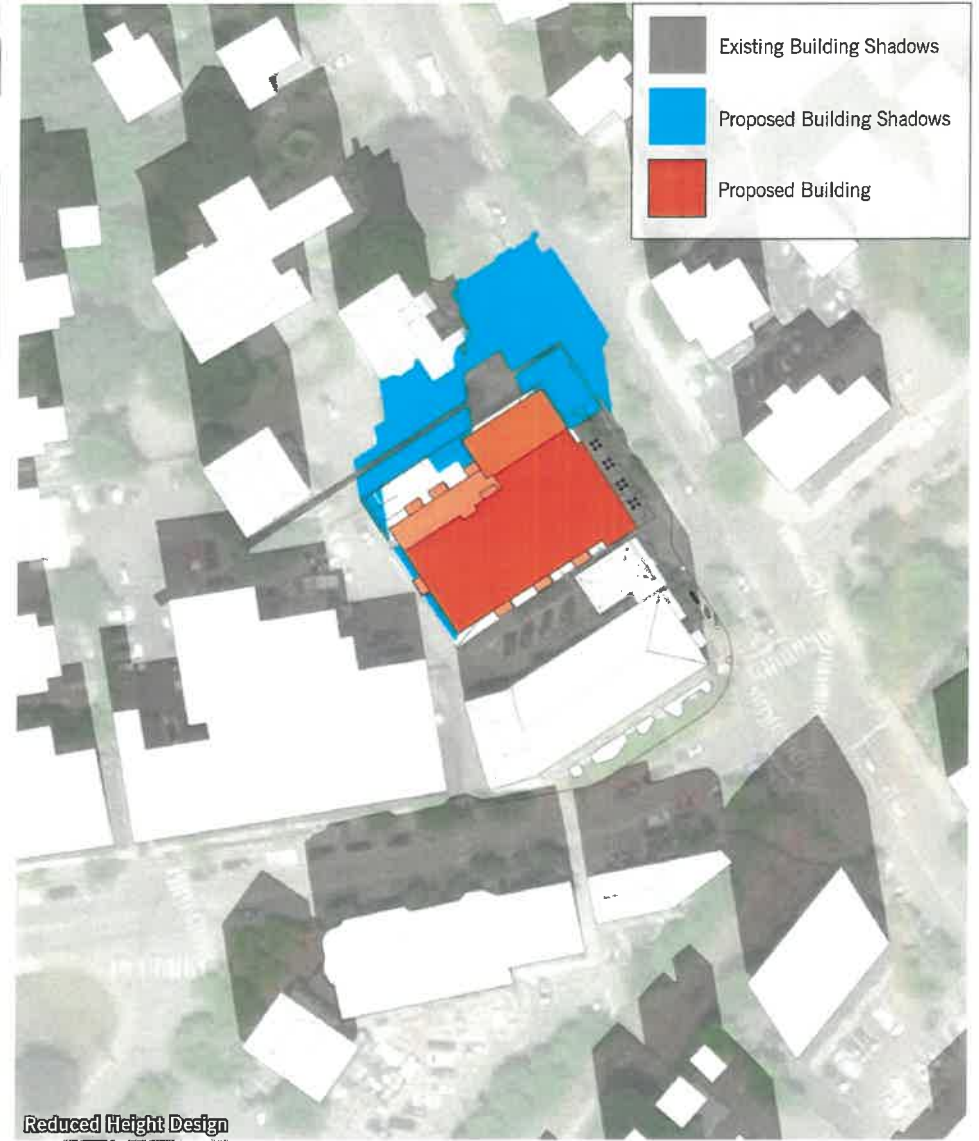 Existing Building Shadows
Proposed Building Shadows
Proposed Building
Reduced Height Design